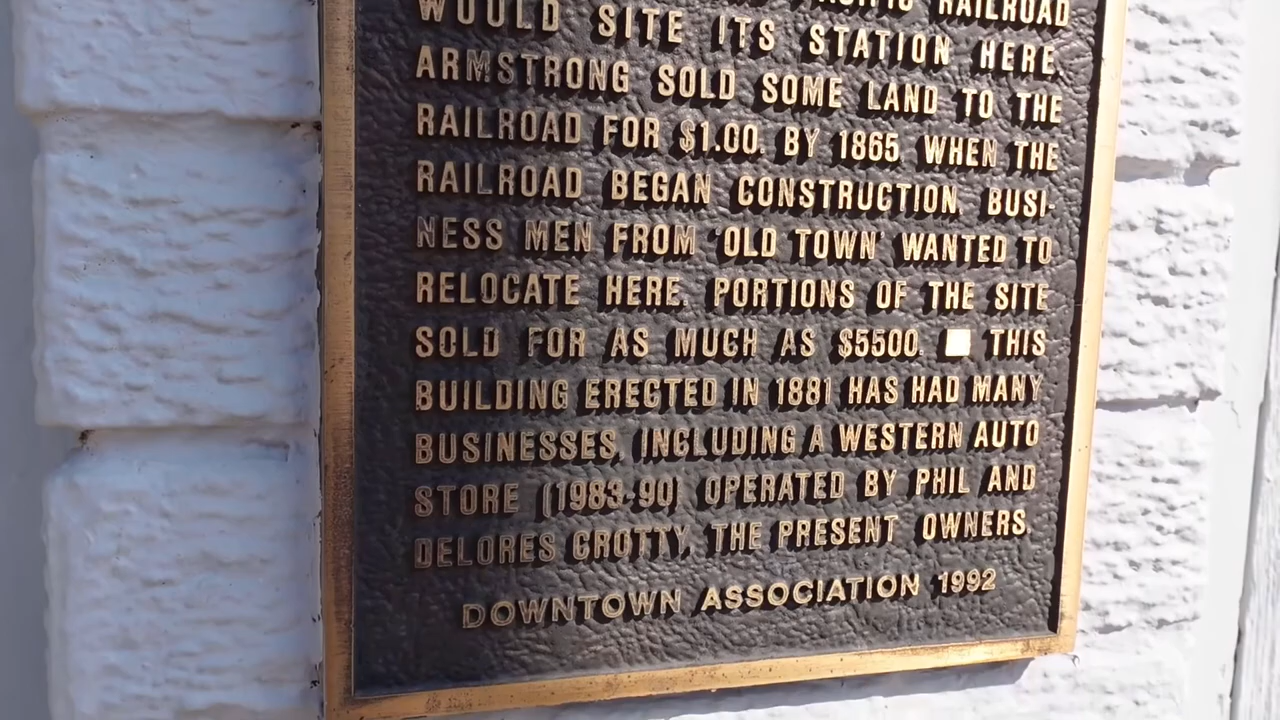 RAILROAD
WOULD SITE ITS STATION HERE.
ARMSTRONG SOLD SOME LAND TO THE
RAILROAD FOR $1.00. BY 1865, WHEN THE
RAILROAD BEGAN CONSTRUCTION, BUSI-
NESS MEN FROM 'OLD TOWN' WANTED TO
RELOCATE HERE. PORTIONS OF THE SITE
SOLD FOR AS MUCH AS $5500. ■ THIS
BUILDING ERECTED IN 1881 HAS HAD MANY
BUSINESSES, INCLUDING A WESTERN AUTO
STORE (1983-90) OPERATED BY PHIL AND
DELORES CROTTY, THE PRESENT OWNERS.
DOWNTOWN ASSOCIATION 1992